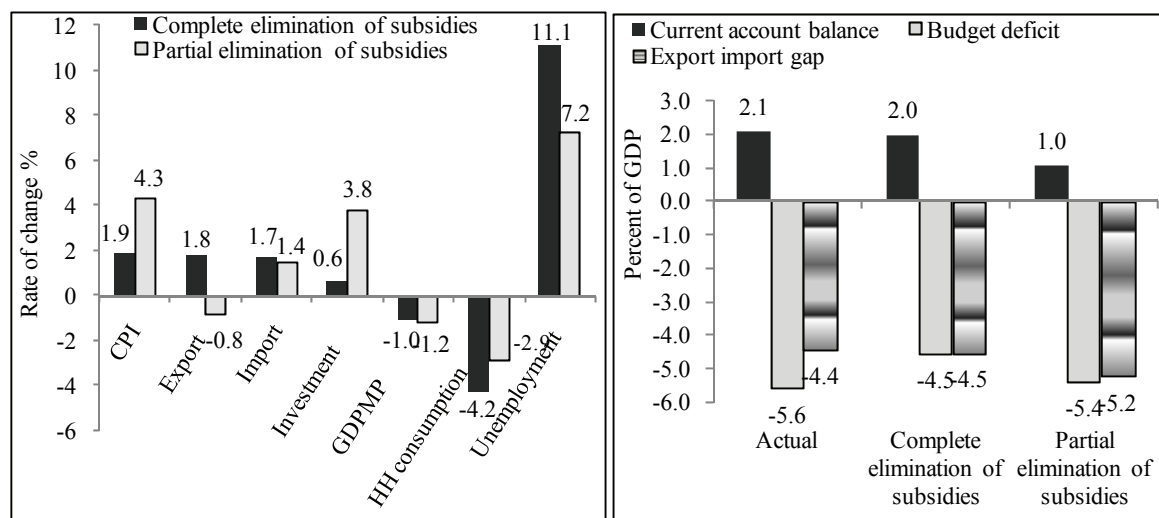 Complete elimination of subsidies
Partial elimination of subsidies
Rate of change %
12
10
8
6
4
2
0
-2
-4
-6
1.9
4.3
1.8
-0.8
1.7
1.4
0.6
3.8
-1.0
-1.2
-4.2
-2.9
11.1
7.2
CPI
Export
Import
Investment
GDPMP
HH consumption
Unemployment
Current account balance
Budget deficit
Export import gap
Percent of GDP
3.0
2.0
1.0
0.0
-1.0
-2.0
-3.0
-4.0
-5.0
-6.0
2.1
-5.6
-4.4
2.0
-4.5
-4.5
1.0
-5.4
-5.2
Actual
Complete
elimination of
subsidies
Partial
elimination of
subsidies